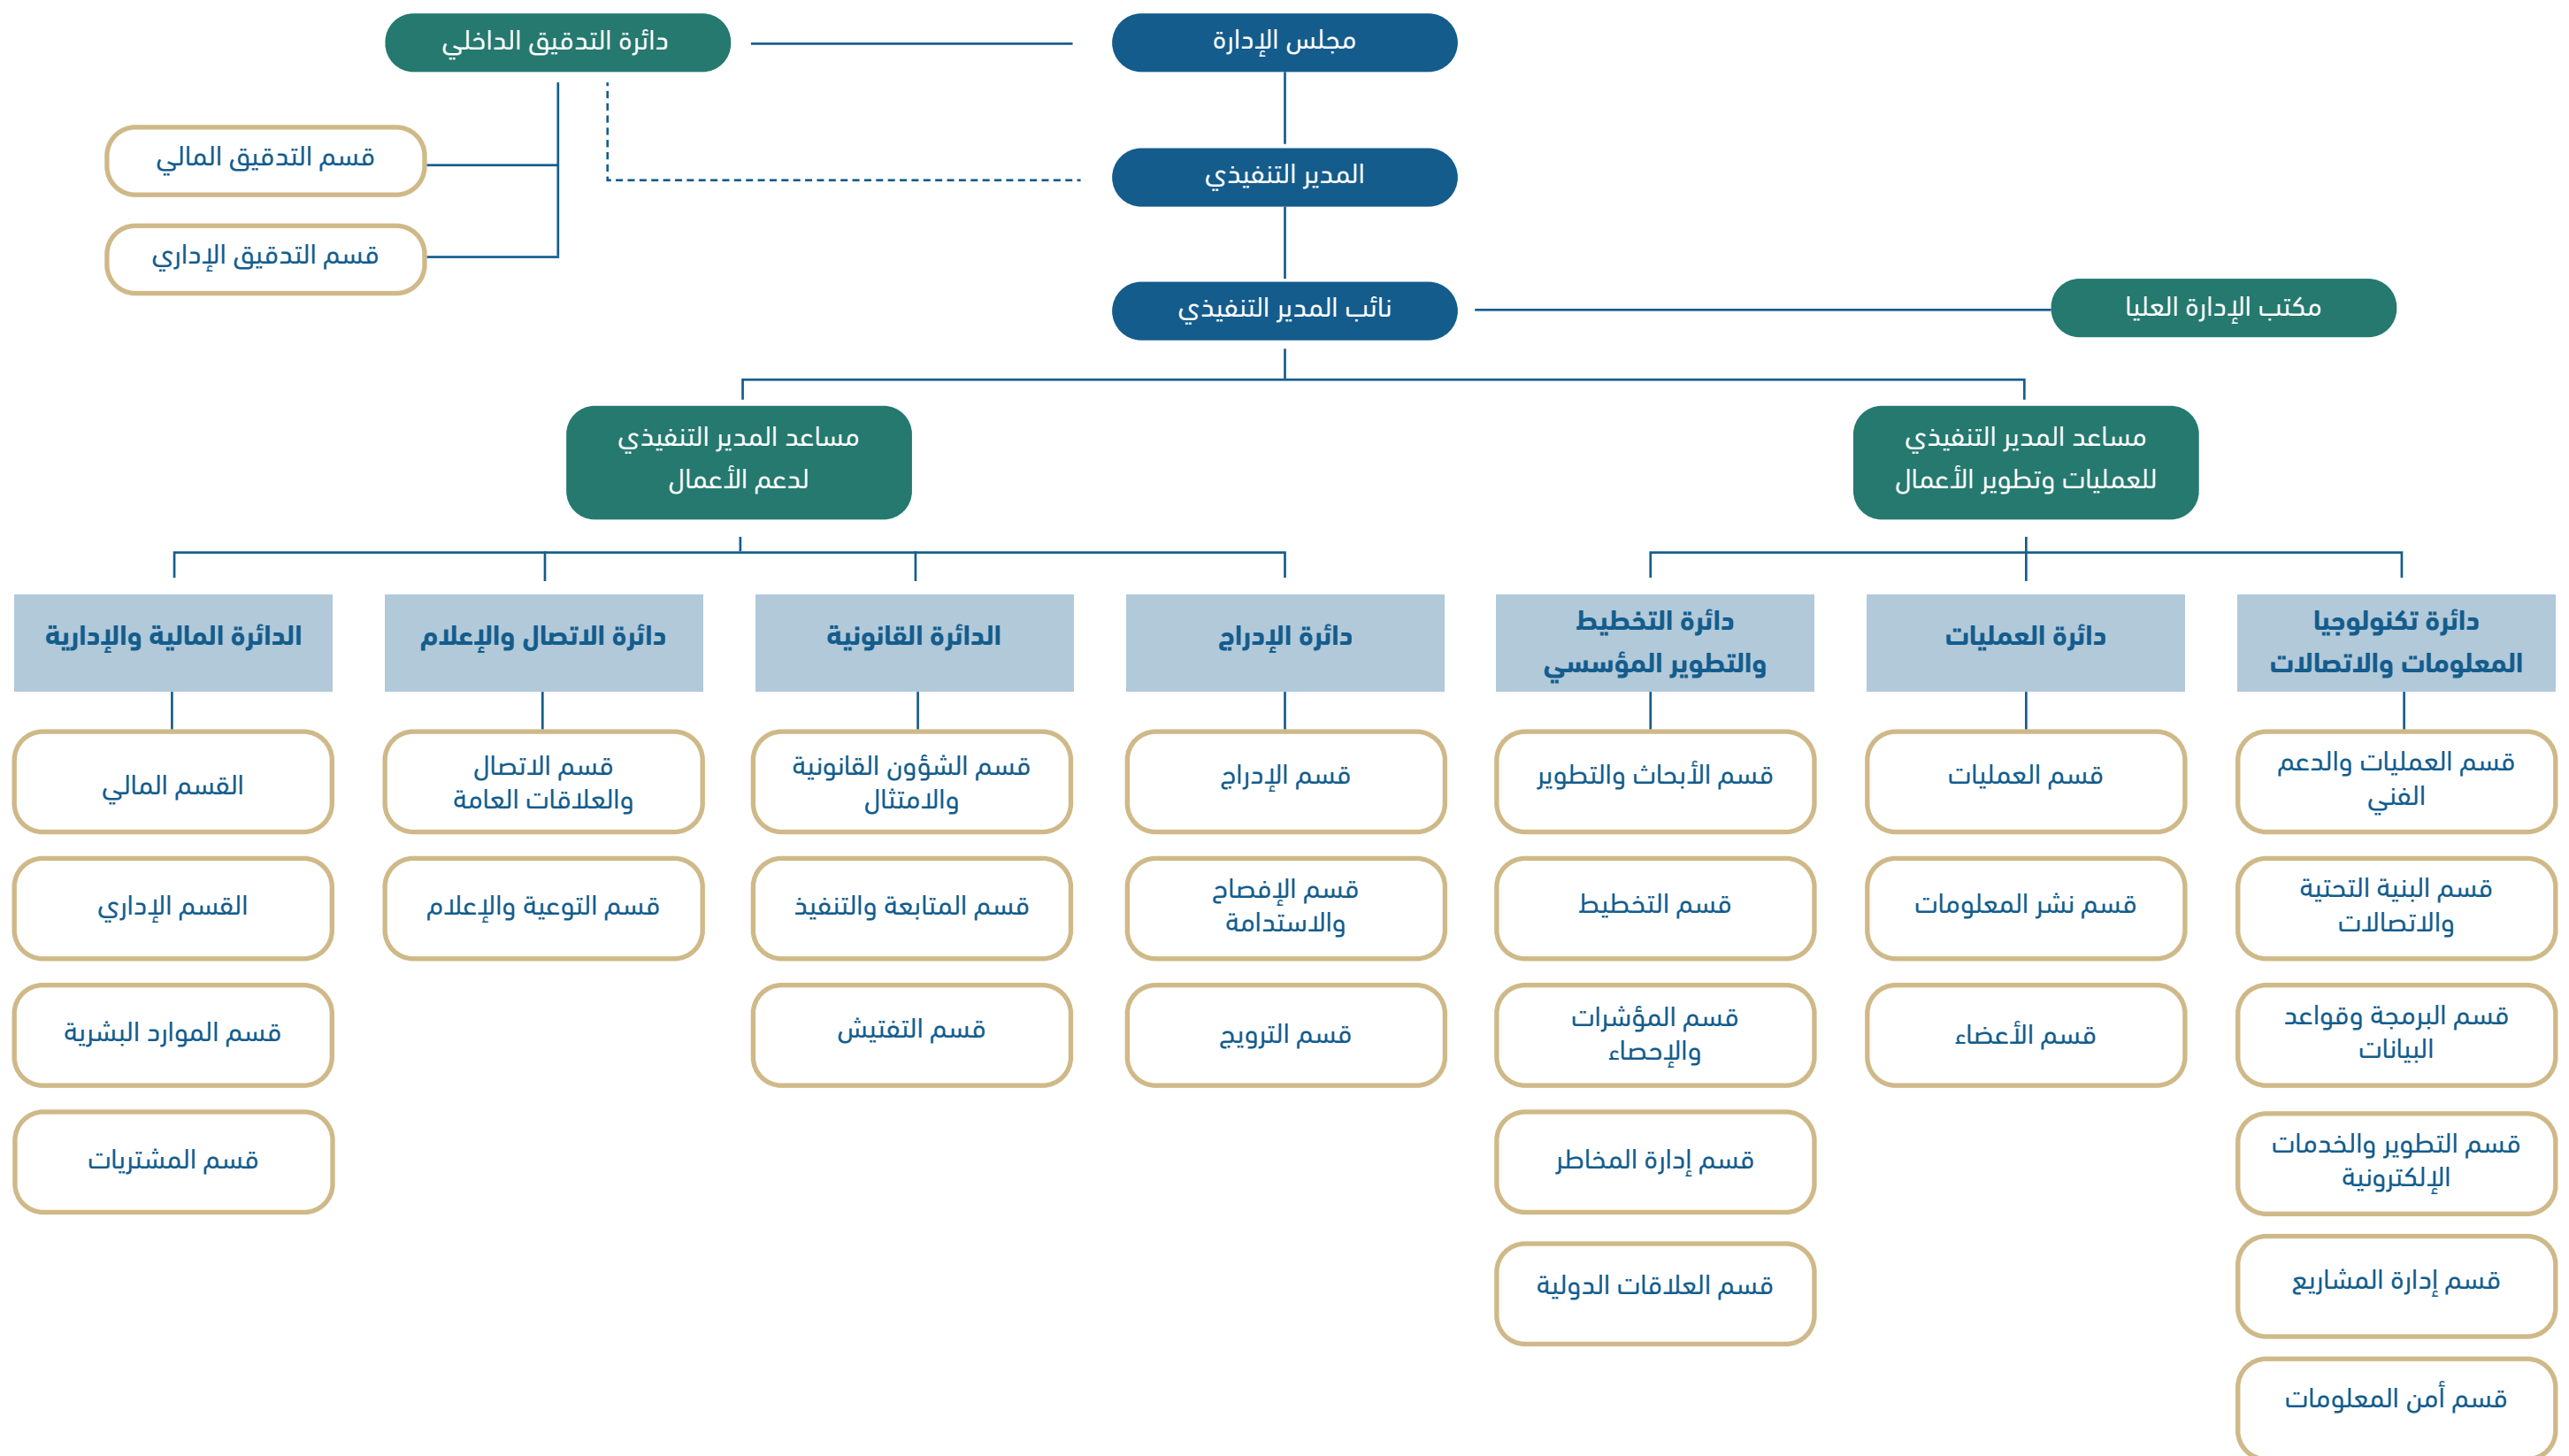 مجلس الإدارة
دائرة التدقيق الداخلي
قسم التدقيق المالي
المدير التنفيذي
قسم التدقيق الإداري
مكتب الإدارة العليا
نائب المدير التنفيذي
مساعد المدير التنفيذي
للعمليات وتطوير الأعمال
مساعد المدير التنفيذي
لدعم الأعمال
دائرة تكنولوجيا
المعلومات والاتصالات
دائرة العمليات
دائرة التخطيط
والتطوير المؤسسي
دائرة الإدراج
الدائرة القانونية
دائرة الاتصال والإعلام
الدائرة المالية والإدارية
قسم العمليات والدعم
الفني
قسم العمليات
قسم الأبحاث والتطوير
قسم الإدراج
قسم الشؤون القانونية
والامتثال
قسم الاتصال
والعلاقات العامة
القسم المالي
قسم البنية التحتية
والاتصالات
قسم نشر المعلومات
قسم التخطيط
قسم الإفصاح
والاستدامة
قسم المتابعة والتنفيذ
قسم التوعية والإعلام
القسم الإداري
قسم البرمجة وقواعد
البيانات
قسم الأعضاء
قسم المؤشرات
والإحصاء
قسم الترويج
قسم التفتيش
قسم الموارد البشرية
قسم التطوير والخدمات
الإلكترونية
قسم إدارة المخاطر
قسم المشتريات
قسم إدارة المشاريع
قسم العلاقات الدولية
قسم أمن المعلومات